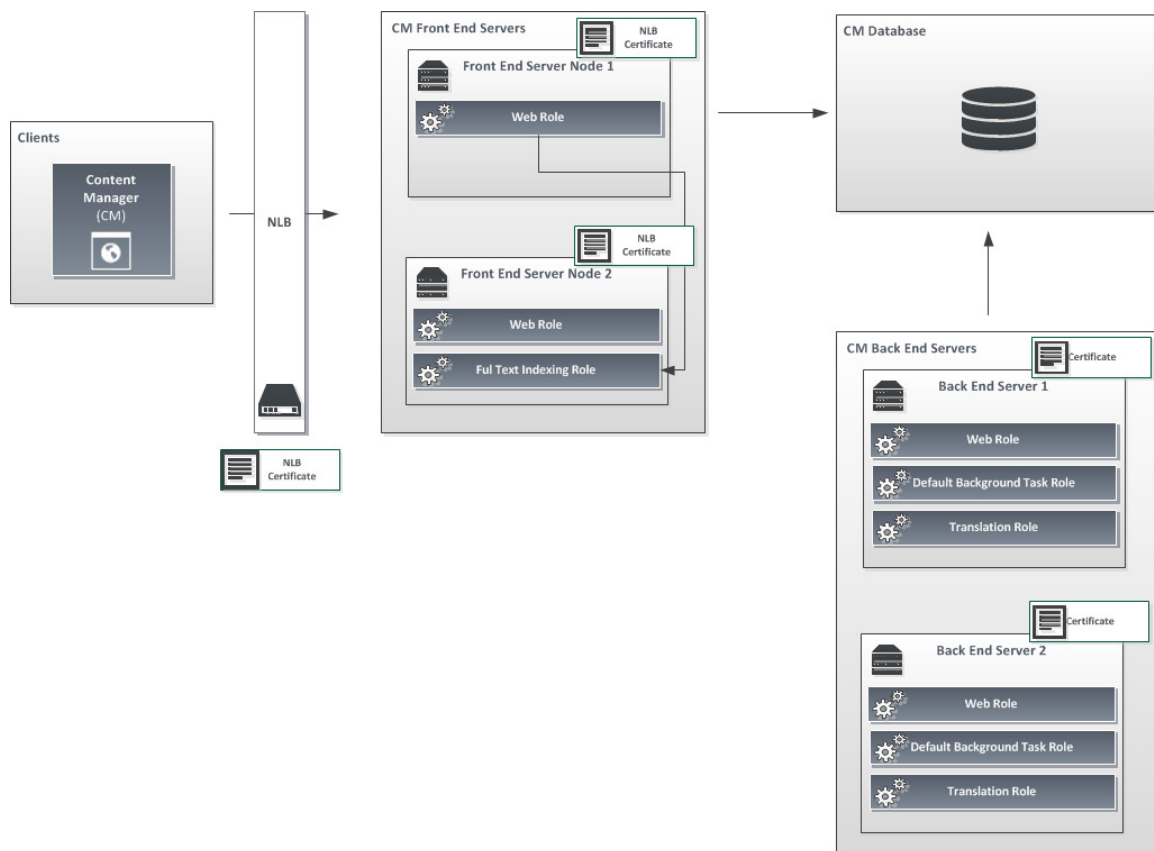 Clients
Content
Manager
(CM)
NLB
NLB
Certificate
CM Front End Servers
NLB
Certificate
Front End Server Node 1
Web Role
NLB
Certificate
Front End Server Node 2
Web Role
Ful Text Indexing Role
CM Database
CM Back End Servers
Certificate
Back End Server 1
Web Role
Default Background Task Role
Translation Role
Certificate
Back End Server 2
Web Role
Default Background Task Role
Translation Role